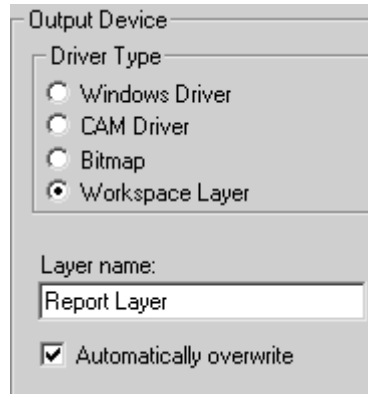 Output Device
Driver Type
Windows Driver
CAM Driver
Bitmap
Workspace Layer
Layer name:
Report Layer
Automatically overwrite